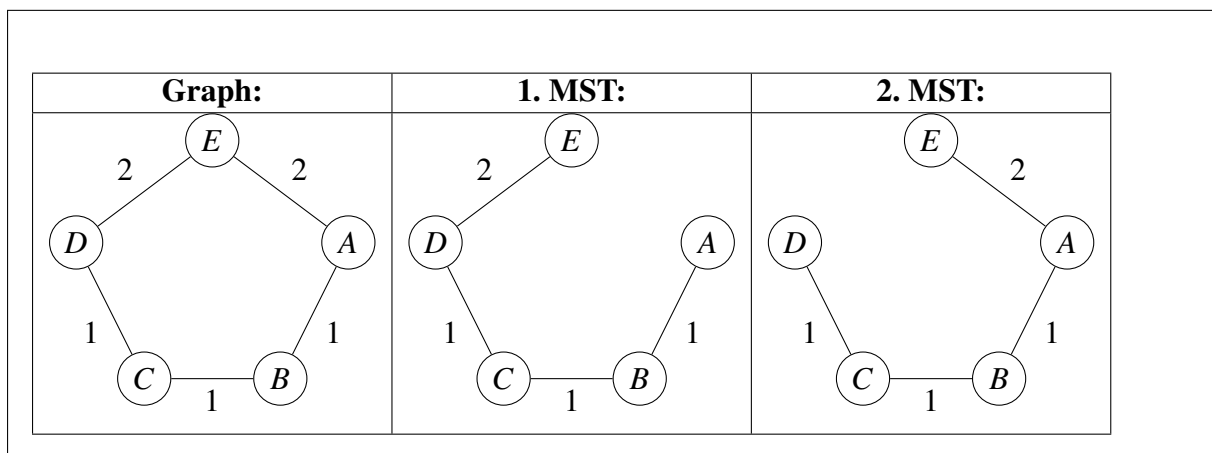 Graph: 1. MST: 2. MST:
E E E
2 2 2 2
D A D A D A
1 1 1 1 1 1
C B C B C B
1 1 1